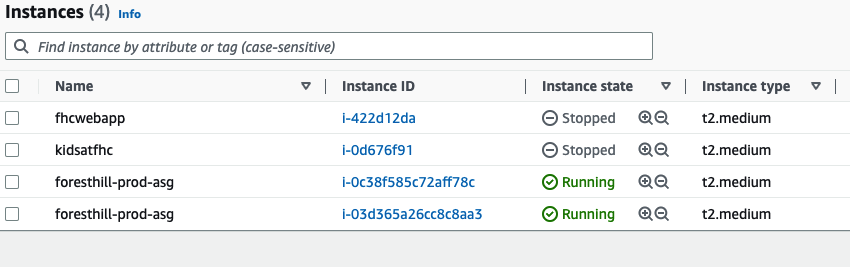 Instances (4) Info
Find instance by attribute or tag (case-sensitive)
Name Instance ID Instance state Instance type
fhcwebapp i-422d12da Stopped t2.medium
kidsatfhc i-0d676f91 Stopped t2.medium
foresthill-prod-asg i-0c38f585c72aff78c Running t2.medium
foresthill-prod-asg i-03d365a26cc8c8aa3 Running t2.medium